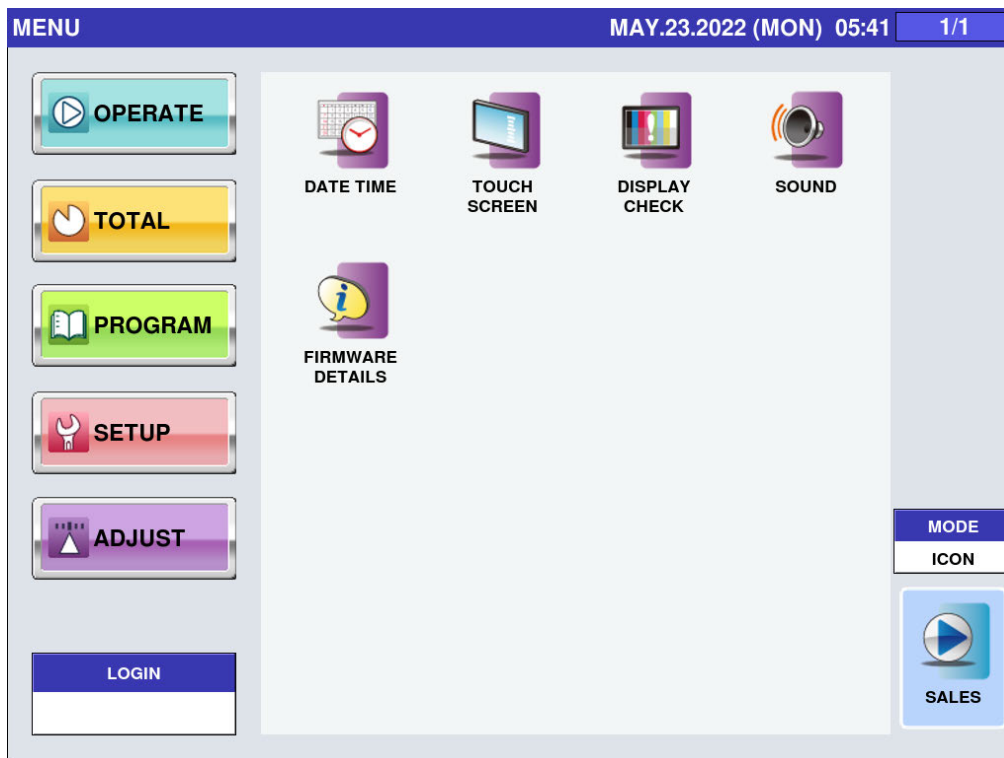 MENU
MAY.23.2022 (MON) 05:41
1/1
OPERATE
TOTAL
PROGRAM
SETUP
ADJUST
LOGIN
DATE TIME
TOUCH
SCREEN
DISPLAY
CHECK
SOUND
FIRMWARE
DETAILS
MODE
ICON
SALES